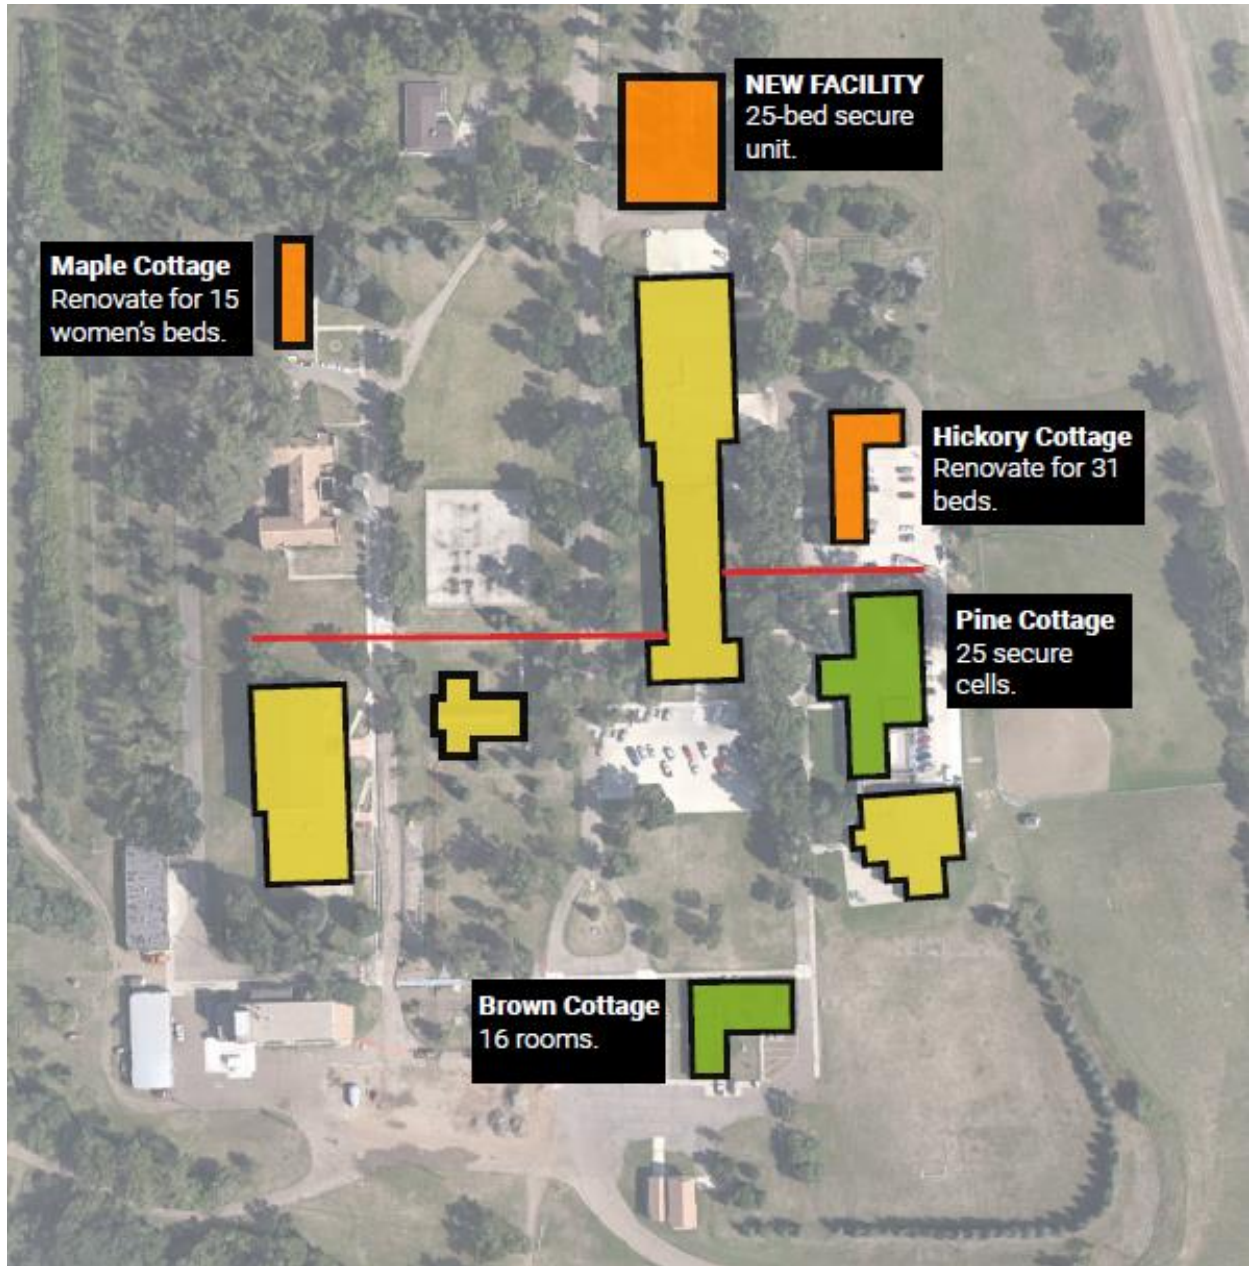 NEW FACILITY
25-bed secure
unit.
Maple Cottage
Renovate for 15
women's beds.
Hickory Cottage
Renovate for 31
beds.
Pine Cottage
25 secure
cells.
Brown Cottage
16 rooms.